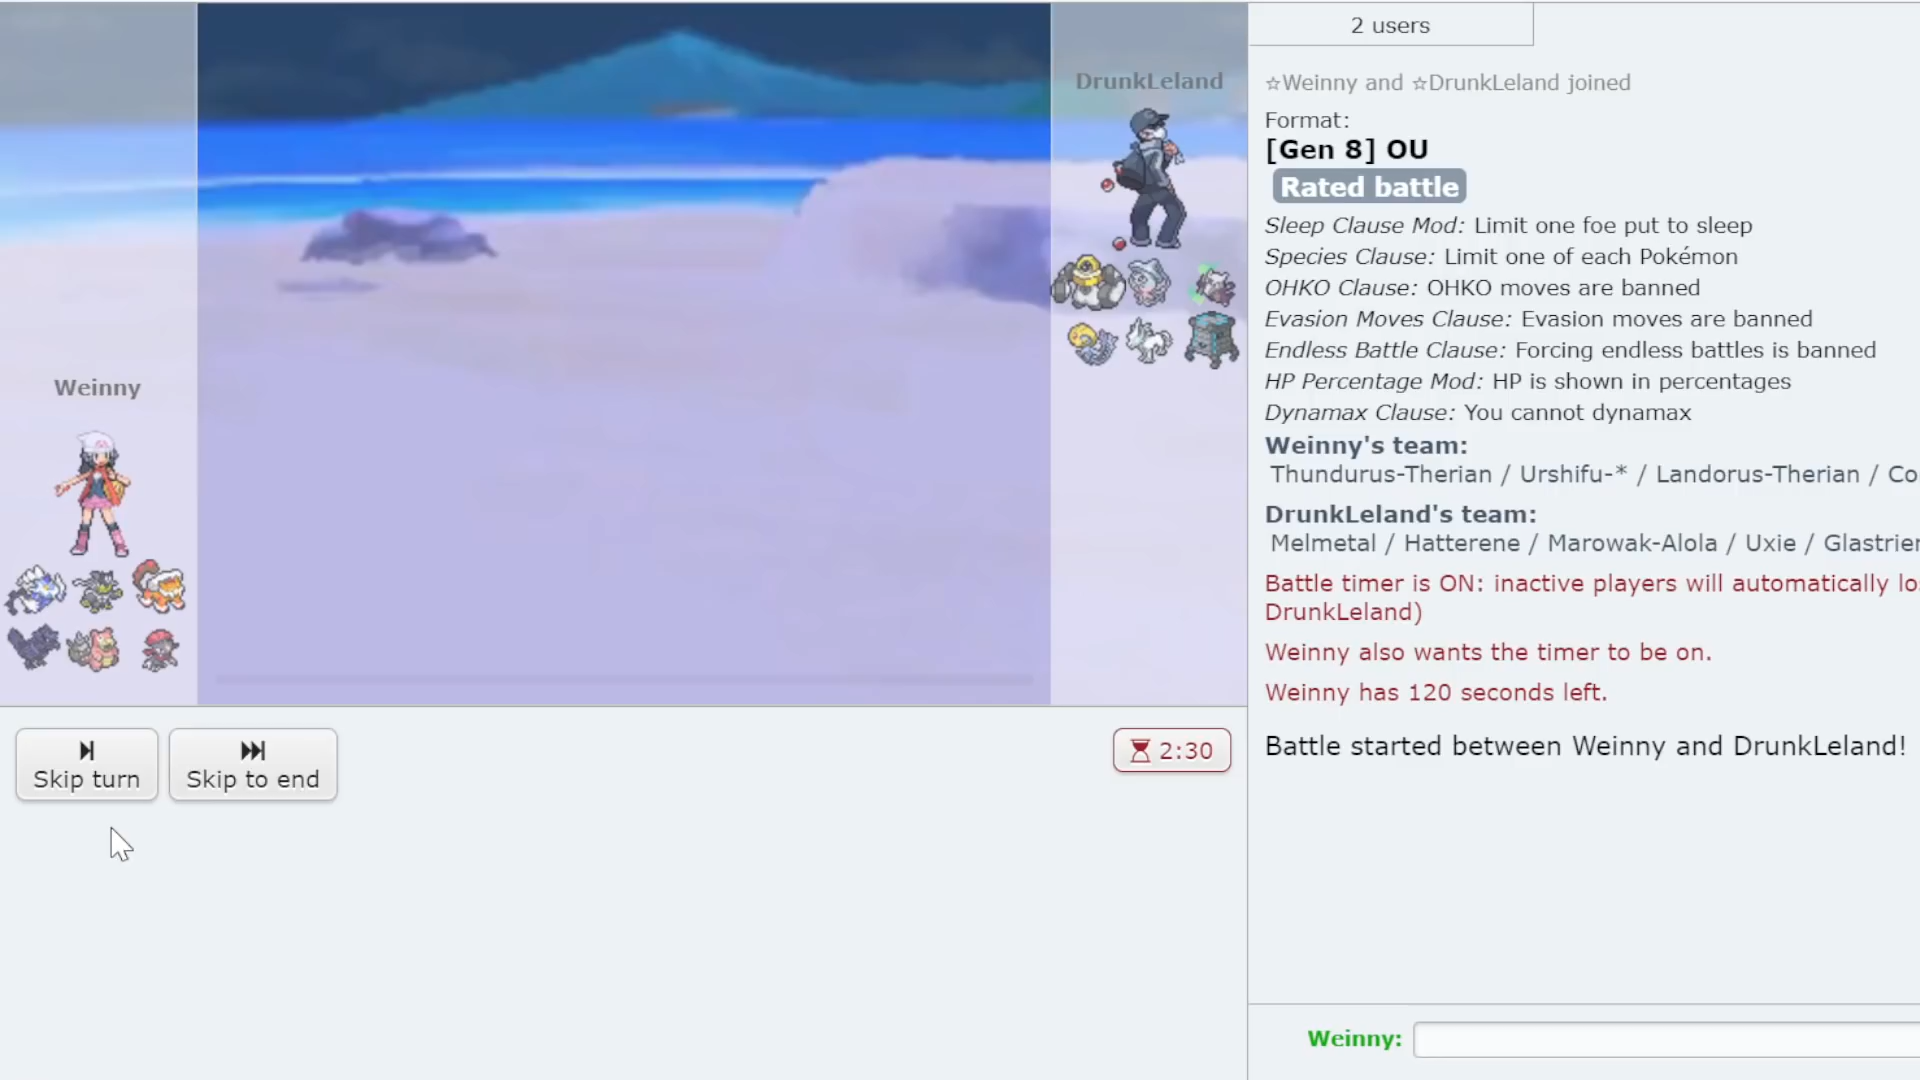 DrunkLeland
Weinny
Skip turn
Skip to end
2:30
2 users
☆Weinny and ☆DrunkLeland joined
Format:
[Gen 8] OU
Rated battle
Sleep Clause Mod: Limit one foe put to sleep
Species Clause: Limit one of each Pokémon
OHKO Clause: OHKO moves are banned
Evasion Moves Clause: Evasion moves are banned
Endless Battle Clause: Forcing endless battles is banned
HP Percentage Mod: HP is shown in percentages
Dynamax Clause: You cannot dynamax
Weinny's team:
Thundurus-Therian / Urshifu-* / Landorus-Therian / Co
DrunkLeland's team:
Melmetal / Hatterene / Marowak-Alola / Uxie / Glastrier
Battle timer is ON: inactive players will automatically lo
DrunkLeland)
Weinny also wants the timer to be on.
Weinny has 120 seconds left.
Battle started between Weinny and DrunkLeland!
Weinny: